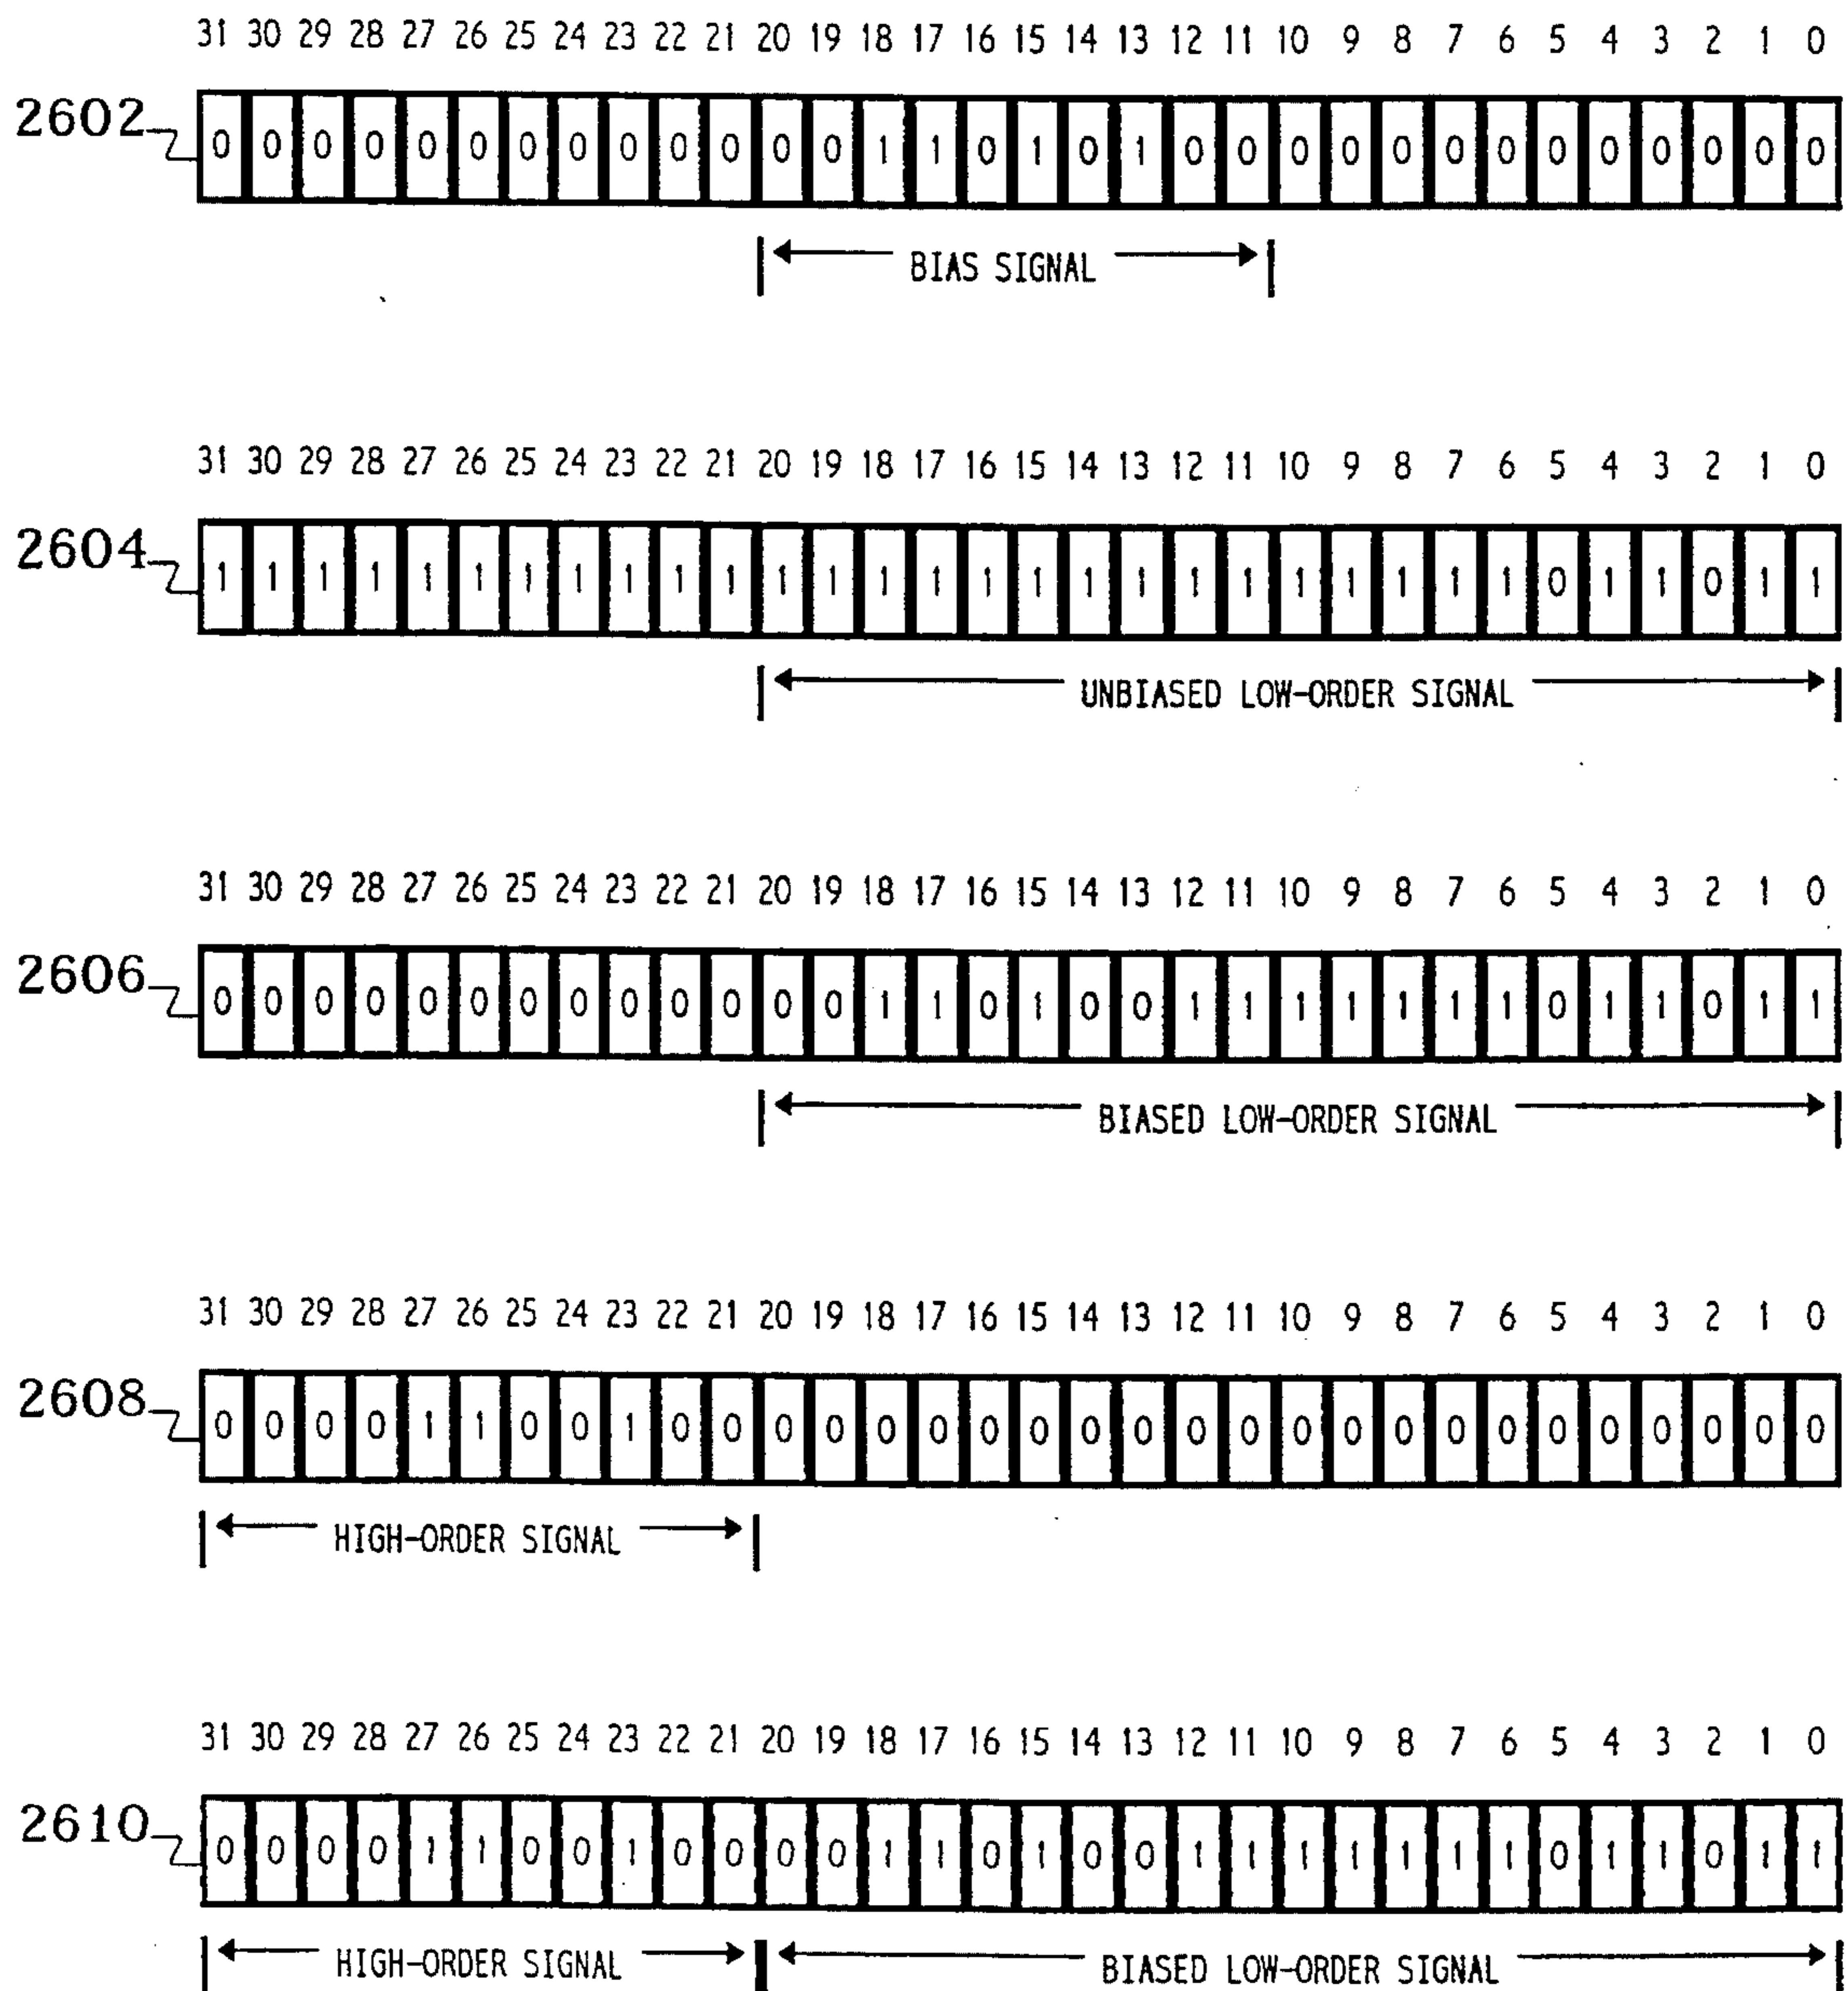 31 30 29 28 27 26 25 24 23 22 21 20 19 18 17 16 15 14 13 12 11 10 9 8 7 6 5 4 3 2 1 0
2602 0 0 0 0 0 0 0 0 0 0 0 0 0 1 1 0 1 0 1 0 0 0 0 0 0 0 0 0 0 0 0 0
BIAS SIGNAL
31 30 29 28 27 26 25 24 23 22 21 20 19 18 17 16 15 14 13 12 11 10 9 8 7 6 5 4 3 2 1 0
2604 1 1 1 1 1 1 1 1 1 1 1 1 1 1 1 1 1 1 1 1 1 1 1 1 1 1 0 1 1 0 1 1
UNBIASED LOW-ORDER SIGNAL
31 30 29 28 27 26 25 24 23 22 21 20 19 18 17 16 15 14 13 12 11 10 9 8 7 6 5 4 3 2 1 0
2606 0 0 0 0 0 0 0 0 0 0 0 0 0 1 1 0 1 0 0 1 1 1 1 1 1 1 0 1 1 0 1 1
BIASED LOW-ORDER SIGNAL
31 30 29 28 27 26 25 24 23 22 21 20 19 18 17 16 15 14 13 12 11 10 9 8 7 6 5 4 3 2 1 0
2608 0 0 0 0 1 1 0 0 1 0 0 0 0 0 0 0 0 0 0 0 0 0 0 0 0 0 0 0 0 0 0 0
HIGH-ORDER SIGNAL
31 30 29 28 27 26 25 24 23 22 21 20 19 18 17 16 15 14 13 12 11 10 9 8 7 6 5 4 3 2 1 0
2610 0 0 0 0 1 1 0 0 1 0 0 0 0 1 1 0 1 0 0 1 1 1 1 1 1 1 0 1 1 0 1 1
HIGH-ORDER SIGNAL BIASED LOW-ORDER SIGNAL